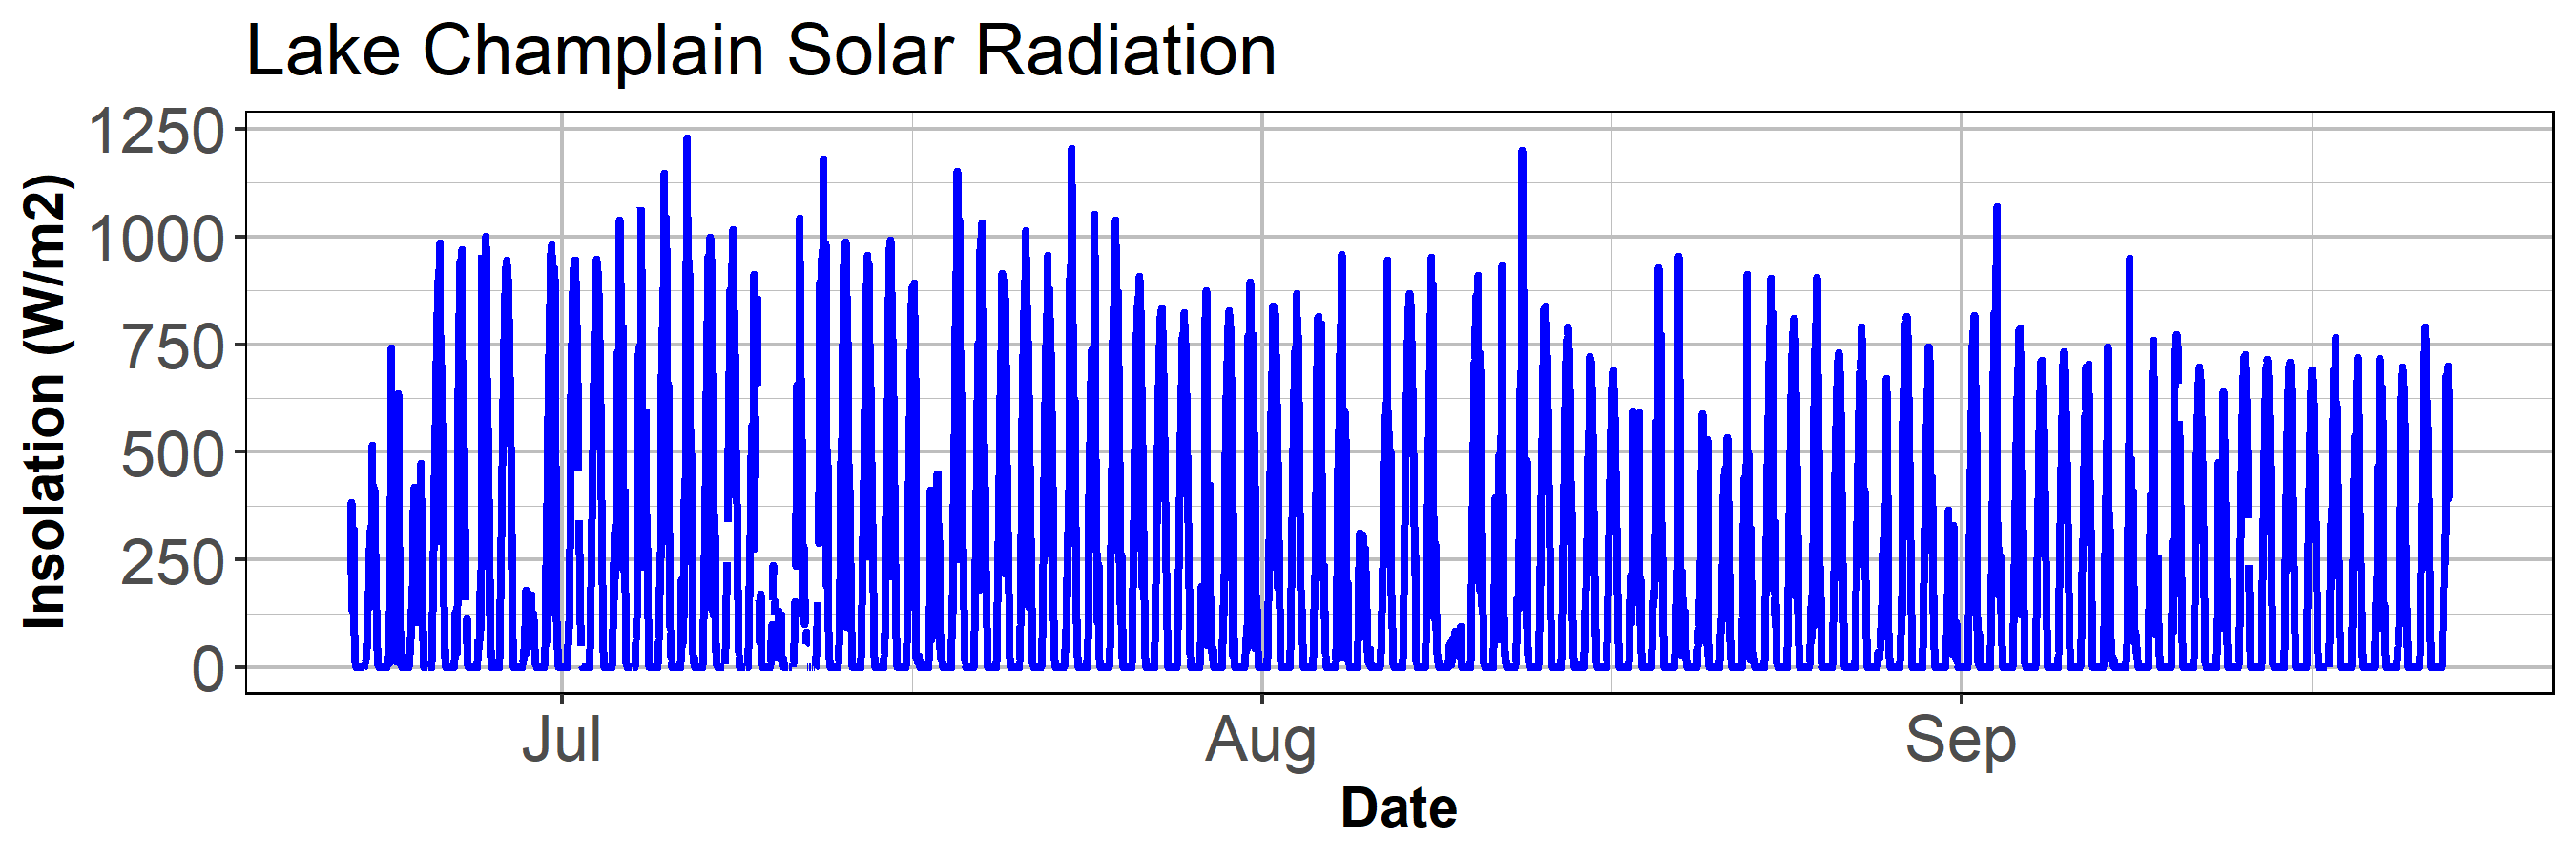 Lake Champlain Solar Radiation
Insolation (W/m2)
1250
1000
750
500
250
0
Jul Aug Sep
Date